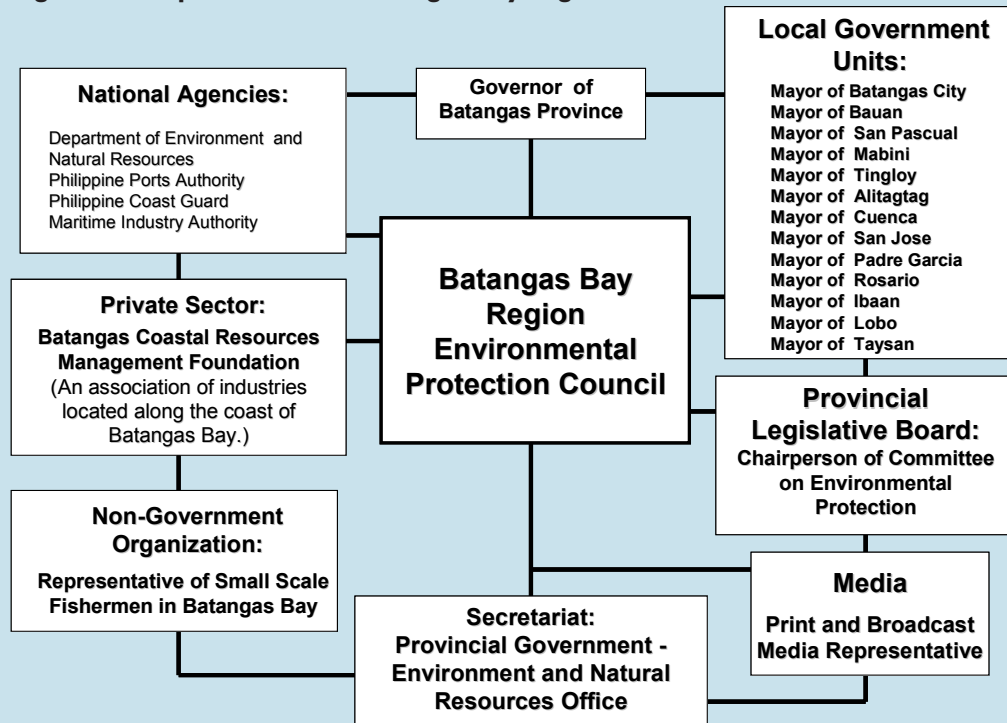 Local Government
Units:
Mayor of Batangas City
Mayor of Bauan
Mayor of San Pascual
Mayor of Mabini
Mayor of Tingloy
Mayor of Alitagtag
Mayor of Cuenca
Mayor of San Jose
Mayor of Padre Garcia
Mayor of Rosario
Mayor of Ibaan
Mayor of Lobo
Mayor of Taysan
Governor of
Batangas Province
National Agencies:
Department of Environment and
Natural Resources
Philippine Ports Authority
Philippine Coast Guard
Maritime Industry Authority
Batangas Bay
Region
Environmental
Protection Council
Private Sector:
Batangas Coastal Resources
Management Foundation
(An association of industries
located along the coast of
Batangas Bay.)
Provincial
Legislative Board:
Chairperson of Committee
on Environmental
Protection
Non-Government
Organization:
Representative of Small Scale
Fishermen in Batangas Bay
Media
Print and Broadcast
Media Representative
Secretariat:
Provincial Government -
Environment and Natural
Resources Office